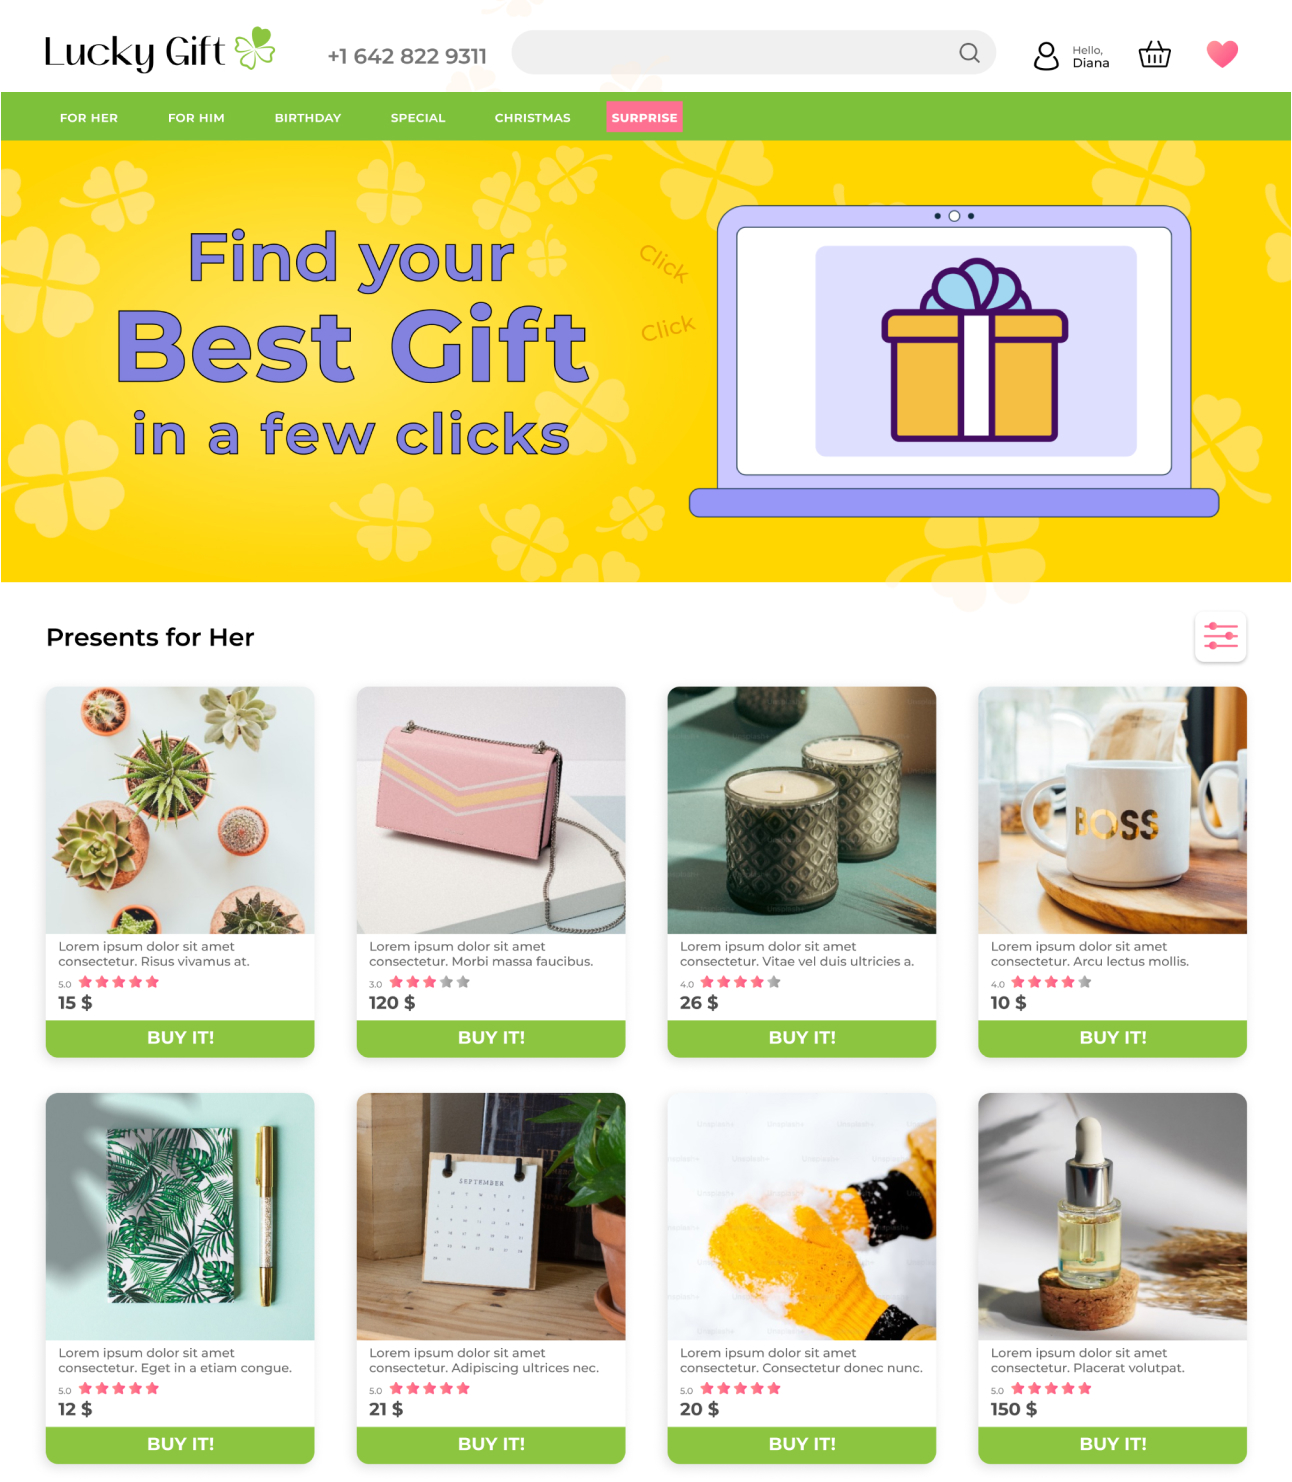 Lucky Gift
+1 642 822 9311
Hello,
Diana
FOR HER
FOR HIM
BIRTHDAY
SPECIAL
CHRISTMAS
SURPRISE
Find your
Best Gift
in a few clicks
Click
Click
Presents for Her
BOSS
Lorem ipsum dolor sit amet
consectetur. Risus vivamus at.
5.0
15 $
BUY IT!
Lorem ipsum dolor sit amet
consectetur. Morbi massa faucibus.
3.0
120 $
BUY IT!
Lorem ipsum dolor sit amet
consectetur. Vitae vel duis ultricies a.
4.0
26 $
BUY IT!
Lorem ipsum dolor sit amet
consectetur. Arcu lectus mollis.
4.0
10 $
BUY IT!
SEPTEMBER
Lorem ipsum dolor sit amet
consectetur. Eget in a etiam congue.
5.0
12 $
BUY IT!
Lorem ipsum dolor sit amet
consectetur. Adipiscing ultrices nec.
5.0
21 $
BUY IT!
Lorem ipsum dolor sit amet
consectetur. Consectetur donec nunc.
5.0
20 $
BUY IT!
Lorem ipsum dolor sit amet
consectetur. Placerat volutpat.
5.0
150 $
BUY IT!